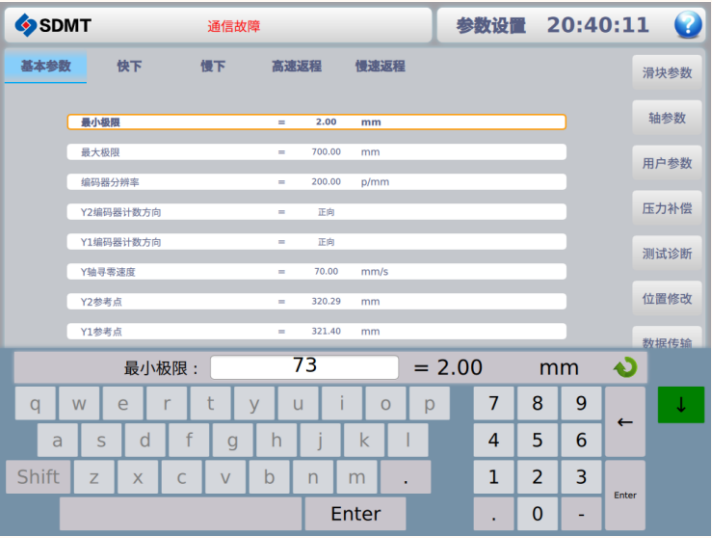 SDMT 通信故障 参数设置 20:40:11 ?
基本参数 快下 慢下 高速返程 慢速返程
滑块参数
最小极限 = 2.00 mm
轴参数
最大极限 = 700.00 mm
用户参数
编码器分辨率 = 200.00 p/mm
Y2编码器计数方向 = 正向
压力补偿
Y1编码器计数方向 = 正向
测试诊断
Y轴寻零速度 = 70.00 mm/s
Y2参考点 = 320.29 mm
位置修改
Y1参考点 = 321.40 mm
数据传输
最小极限 : 73 = 2.00 mm
q w e r t y u i o p 7 8 9 ← ↓
a s d f g h j k l 4 5 6
Shift z x c v b n m . 1 2 3 Enter
Enter . 0 -